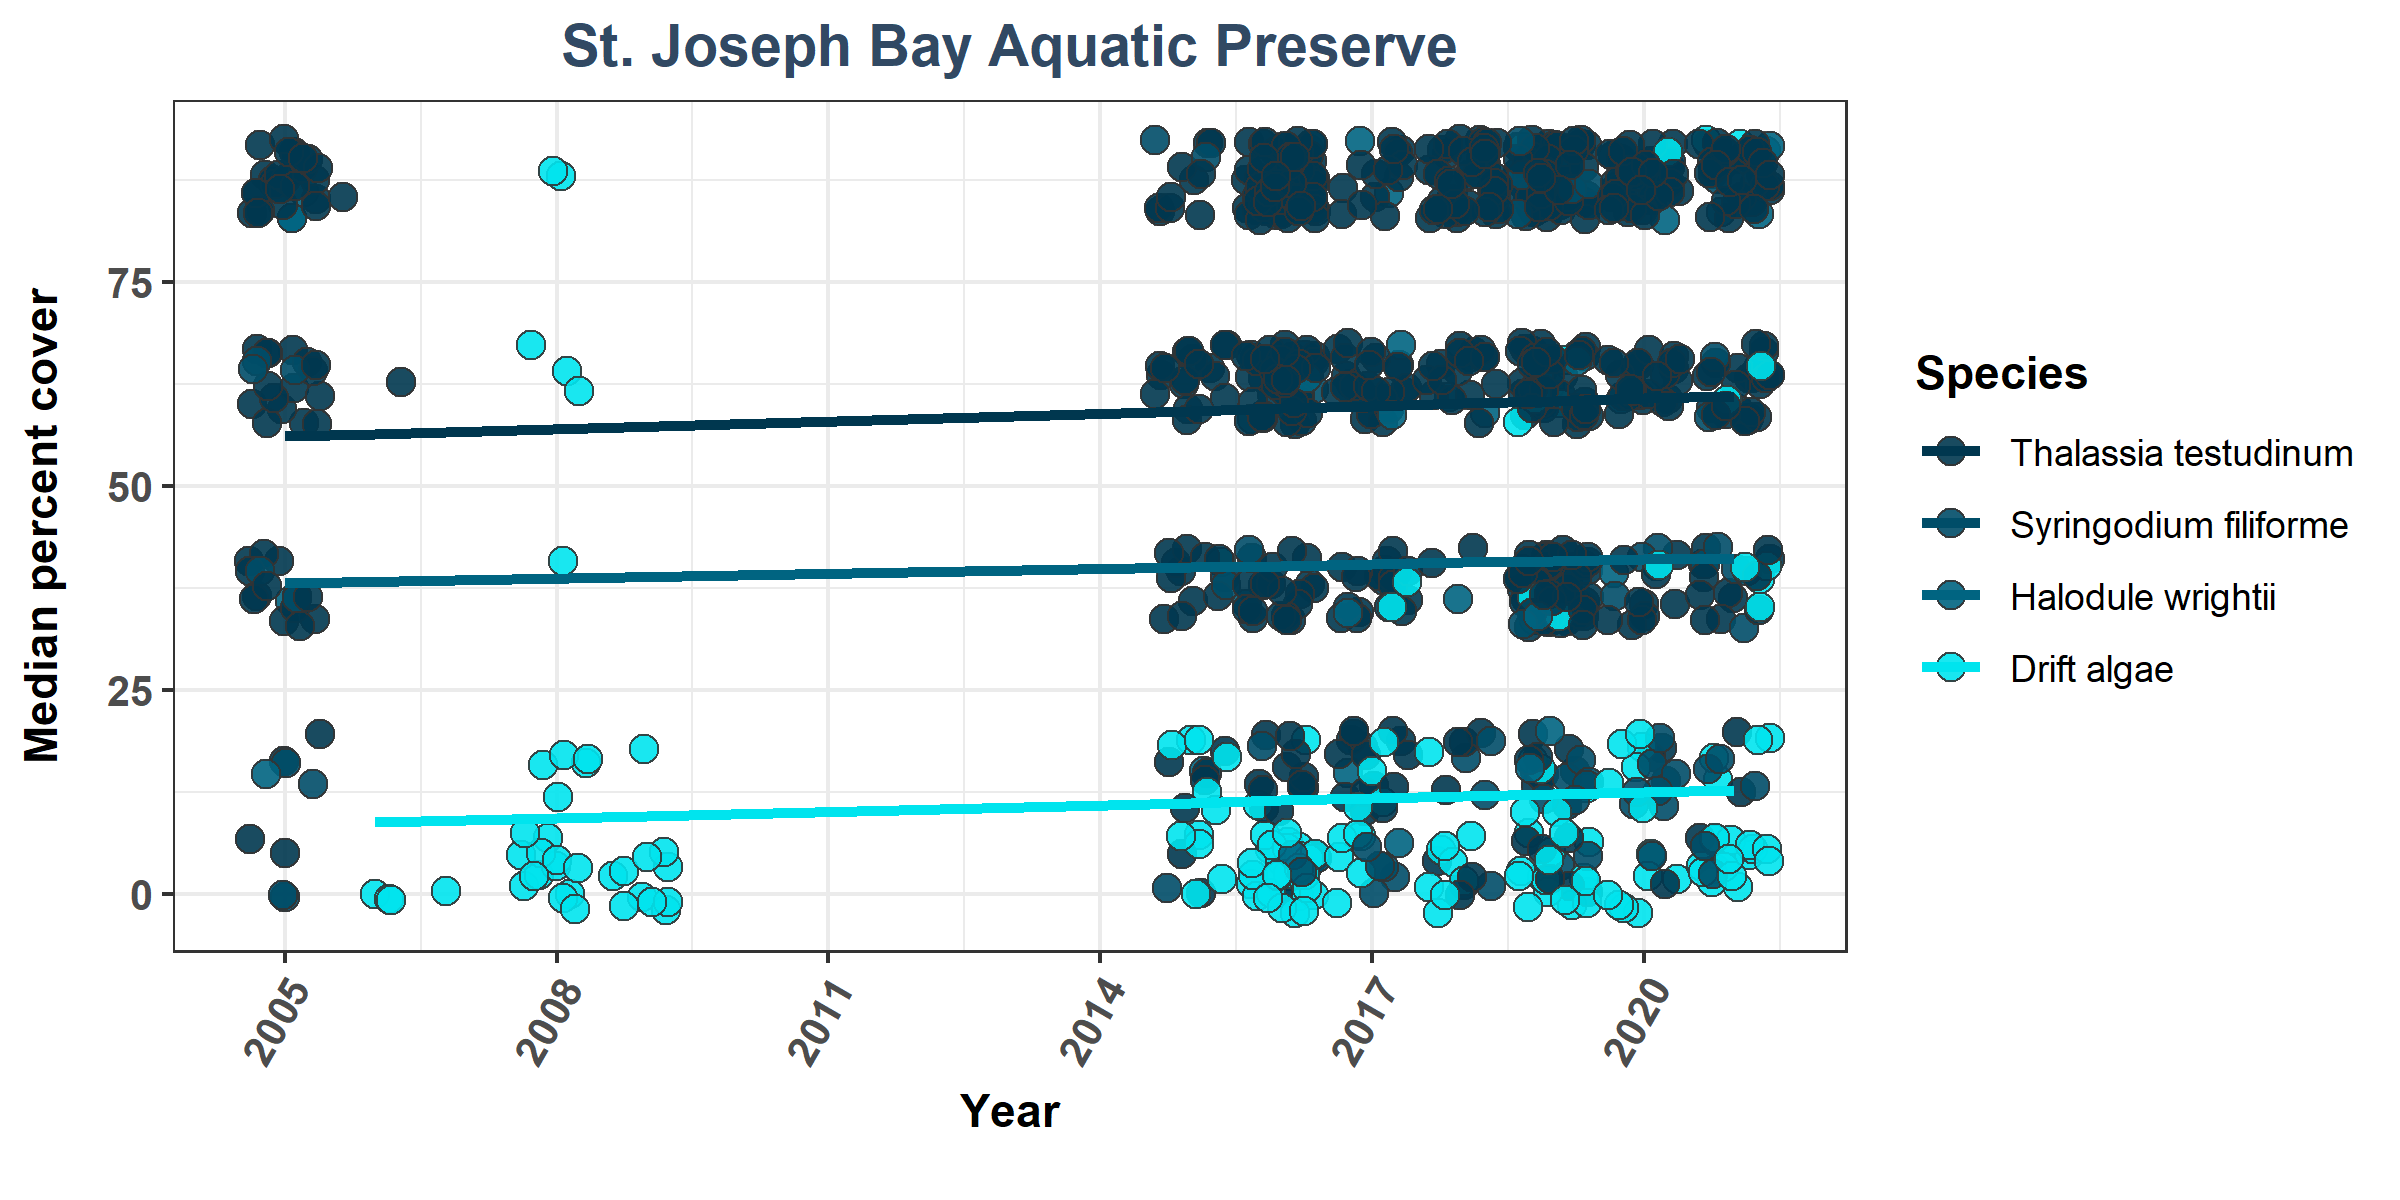 St. Joseph Bay Aquatic Preserve
Median percent cover
75
50
25
0
2005
2008
2011
2014
2017
2020
Year
Species
Thalassia testudinum
Syringodium filiforme
Halodule wrightii
Drift algae